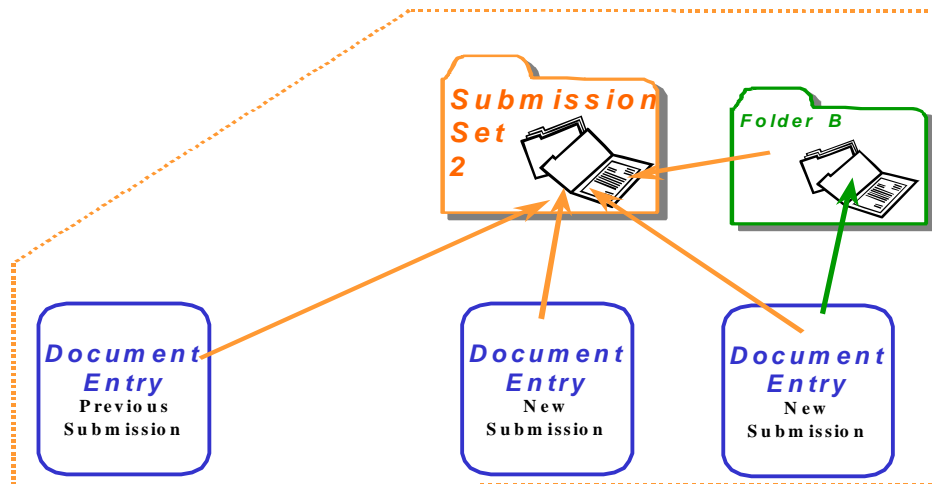 Submission
Set
2
Folder B
Document
Entry
Previous
Submission
Document
Entry
New
Submission
Document
Entry
New
Submission